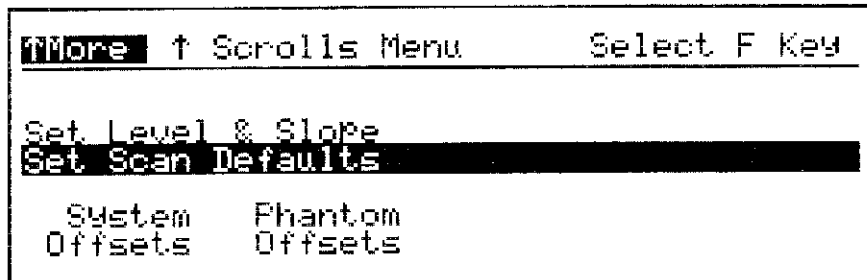 ↑More ↑ Scrolls Menu Select F Key
Set Level & Slope
Set Scan Defaults
System Phantom
Offsets Offsets